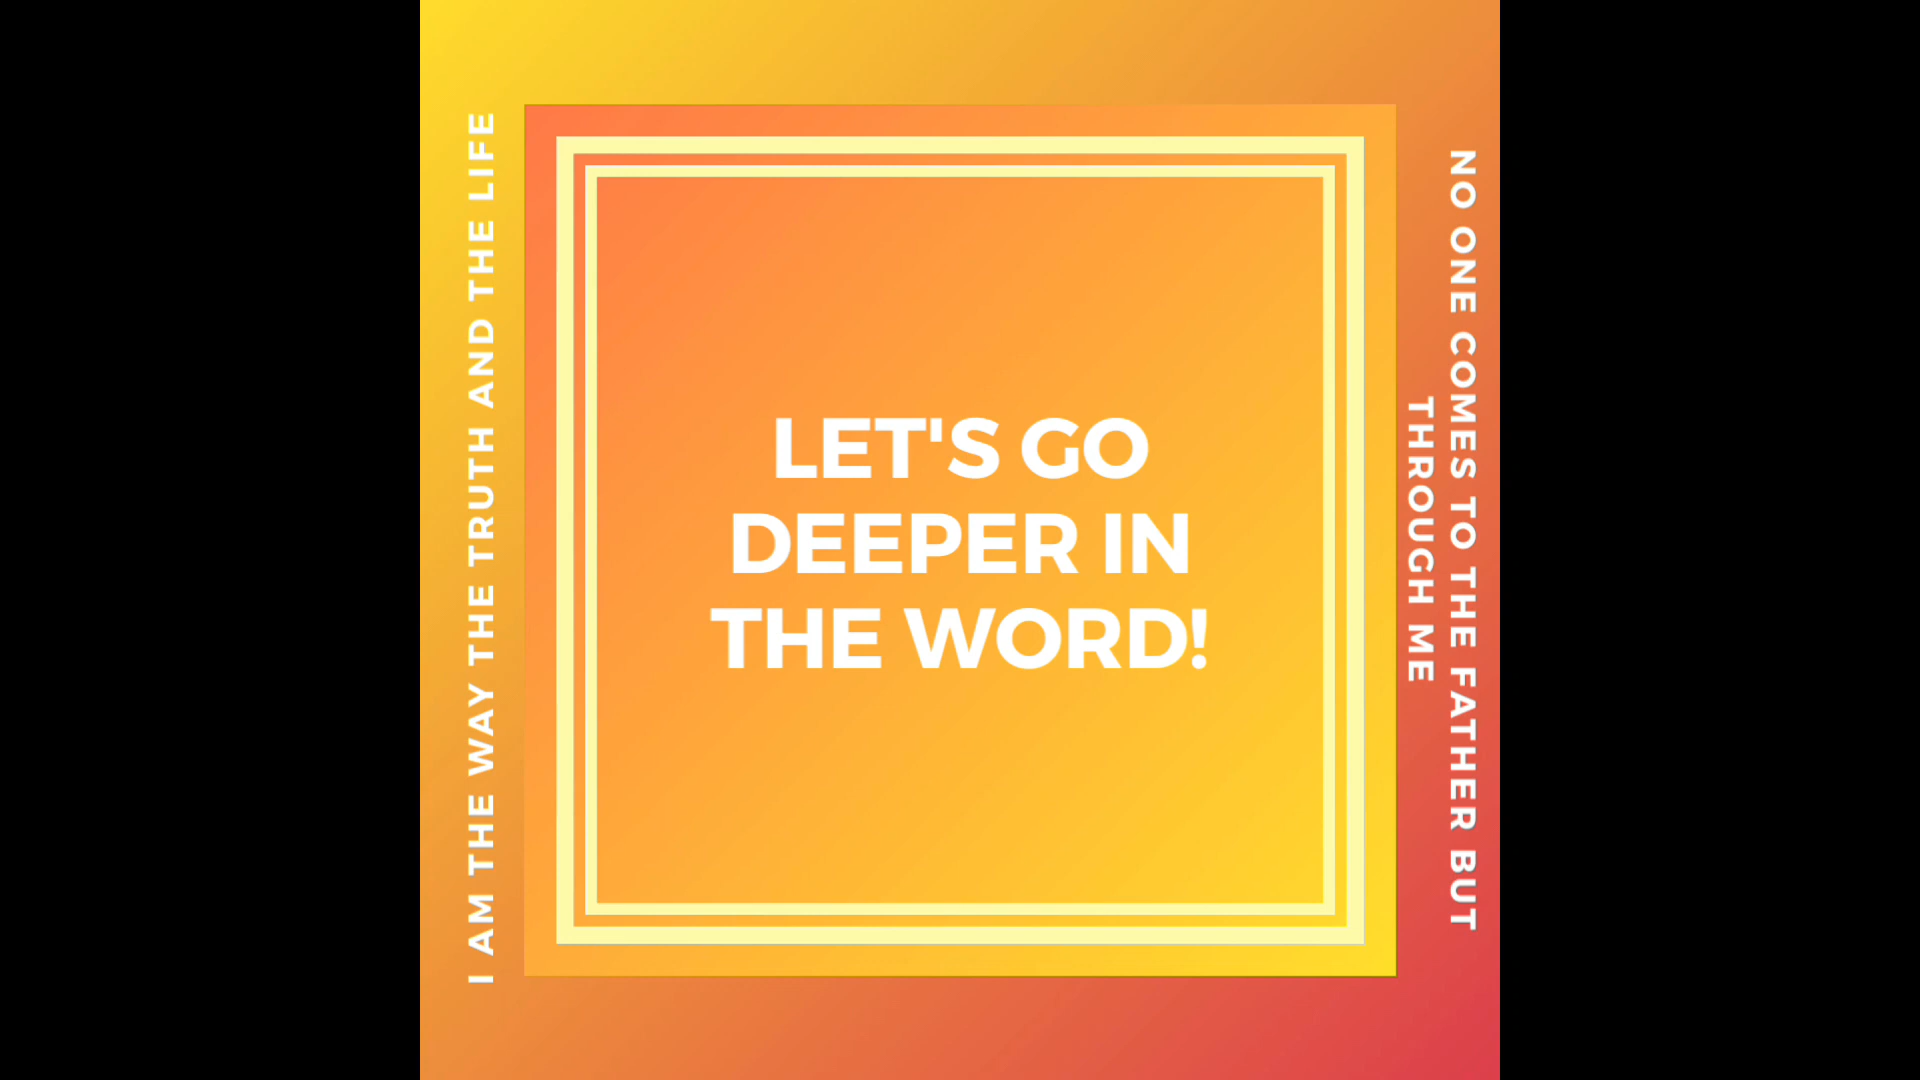 I AM THE WAY THE TRUTH AND THE LIFE
LET'S GO
DEEPER IN
THE WORD!
NO ONE COMES TO THE FATHER BUT
THROUGH ME